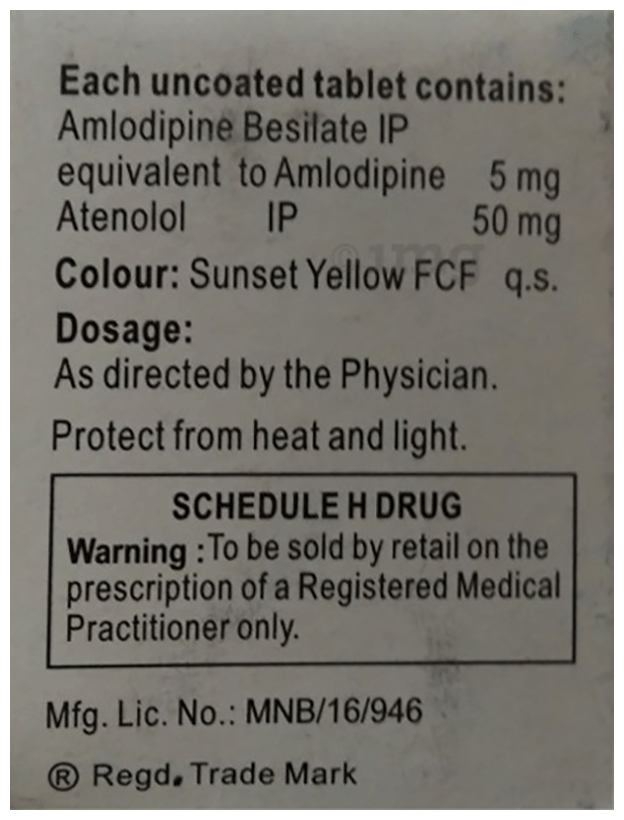 Each uncoated tablet contains:
Amlodipine Besilate IP
equivalent to Amlodipine 5 mg
Atenolol IP 50 mg
Colour: Sunset Yellow FCF q.s.
Dosage:
As directed by the Physician.
Protect from heat and light.
SCHEDULE H DRUG
Warning : To be sold by retail on the
prescription of a Registered Medical
Practitioner only.
Mfg. Lic. No.: MNB/16/946
® Regd. Trade Mark